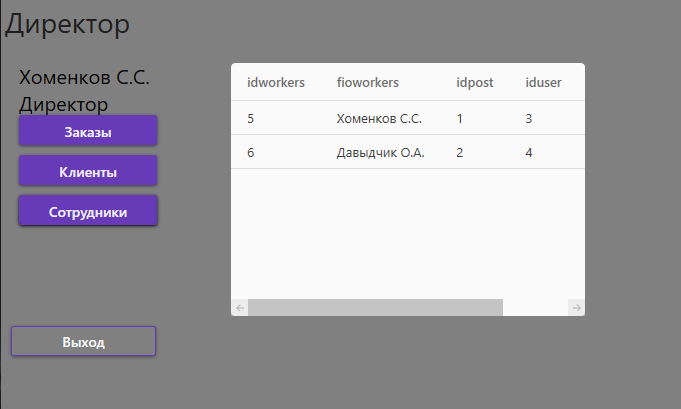 Директор
Хоменков С.С.
Директор
Заказы
Клиенты
Сотрудники
Выход
idworkers fioworkers idpost iduser
5 Хоменков С.С. 1 3
6 Давыдчик О.А. 2 4